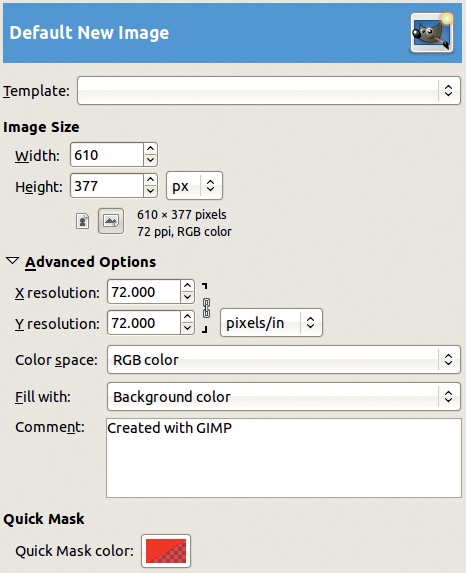 Default New Image
Template:
Image Size
Width: 610
Height: 377 px
610 × 377 pixels
72 ppi, RGB color
Advanced Options
X resolution: 72.000
Y resolution: 72.000 pixels/in
Color space: RGB color
Fill with: Background color
Comment: Created with GIMP
Quick Mask
Quick Mask color: